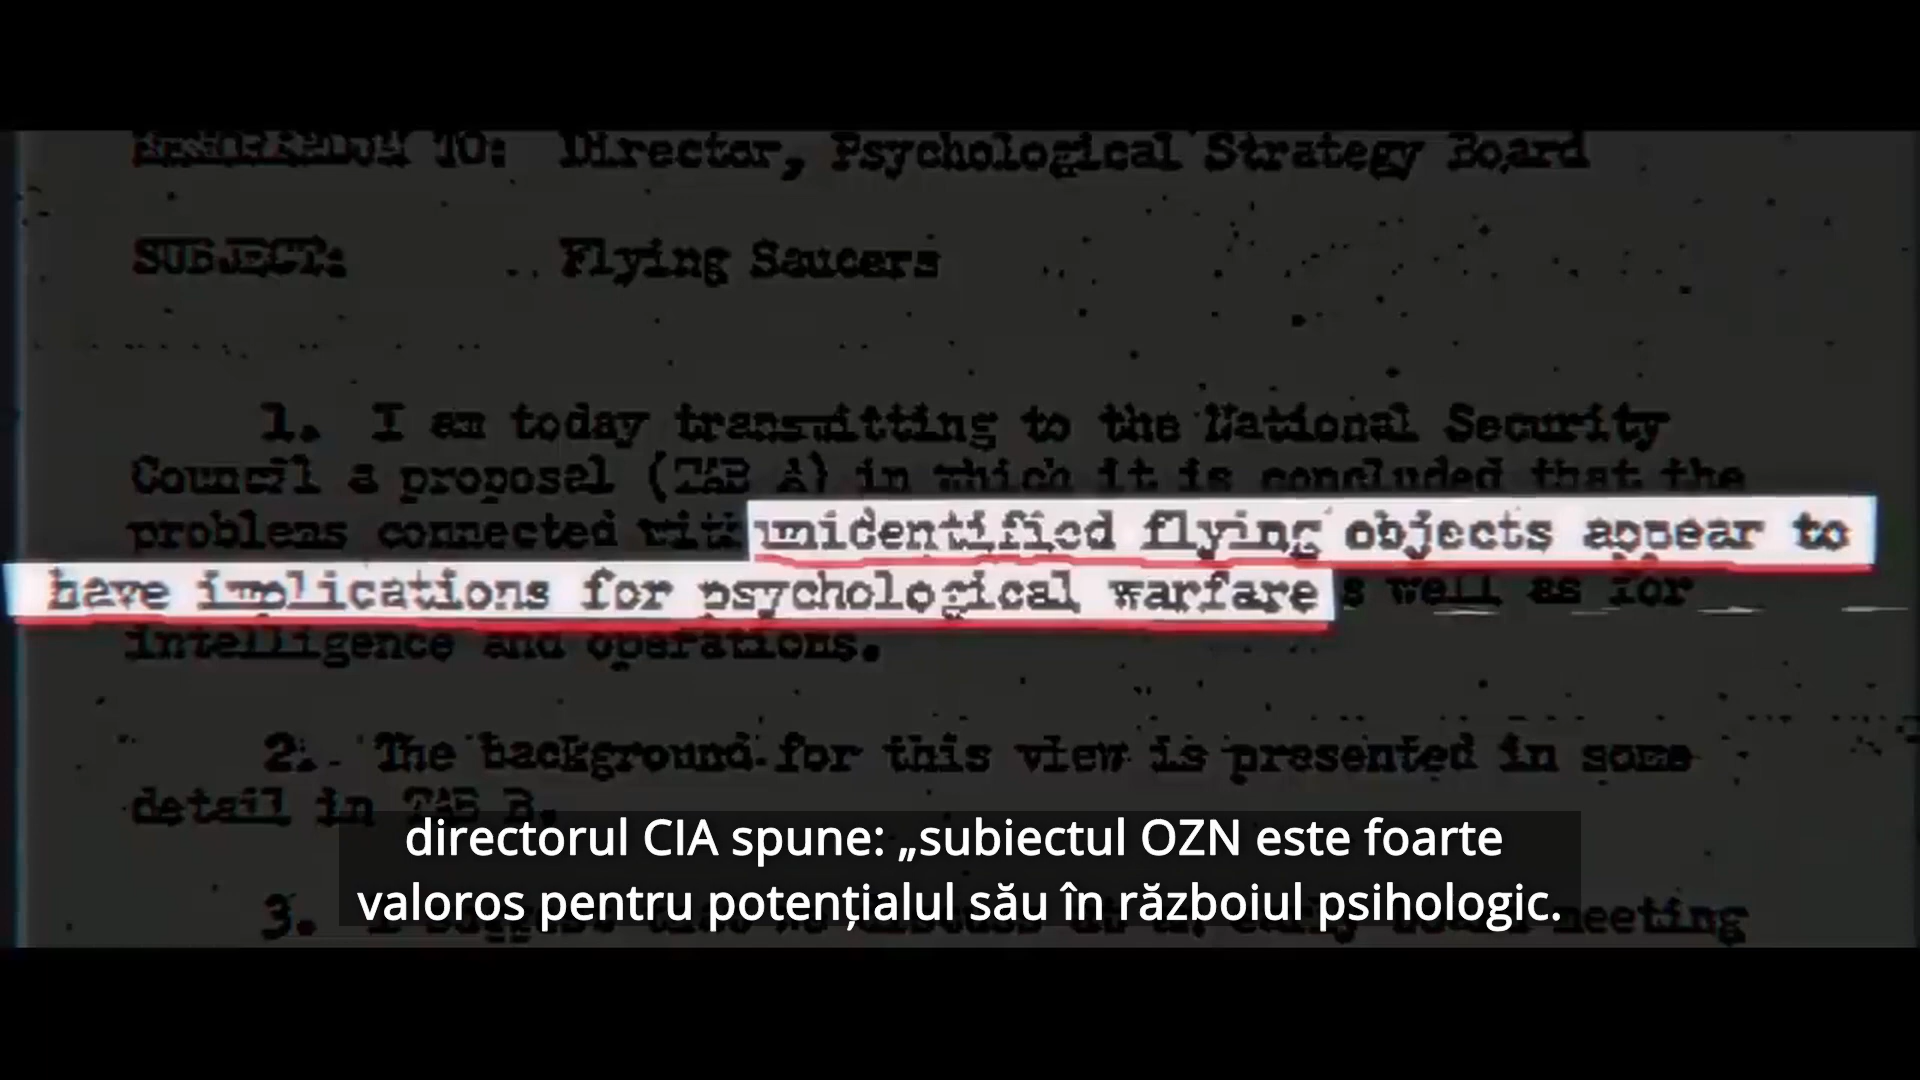 TO: Director, Psychological Strategy Board
SUBJECT: Flying Saucers
1. I am today transmitting to the National Security
Council a proposal (TAB A) in which it is concluded that the
problems connected with unidentified flying objects appear to
have implications for psychological warfare s well as for
intelligence and operations.
2. The background for this view is presented in some
detail in TAB B.
directorul CIA spune: „subiectul OZN este foarte
valoros pentru potențialul său în războiul psihologic.
3. meeting